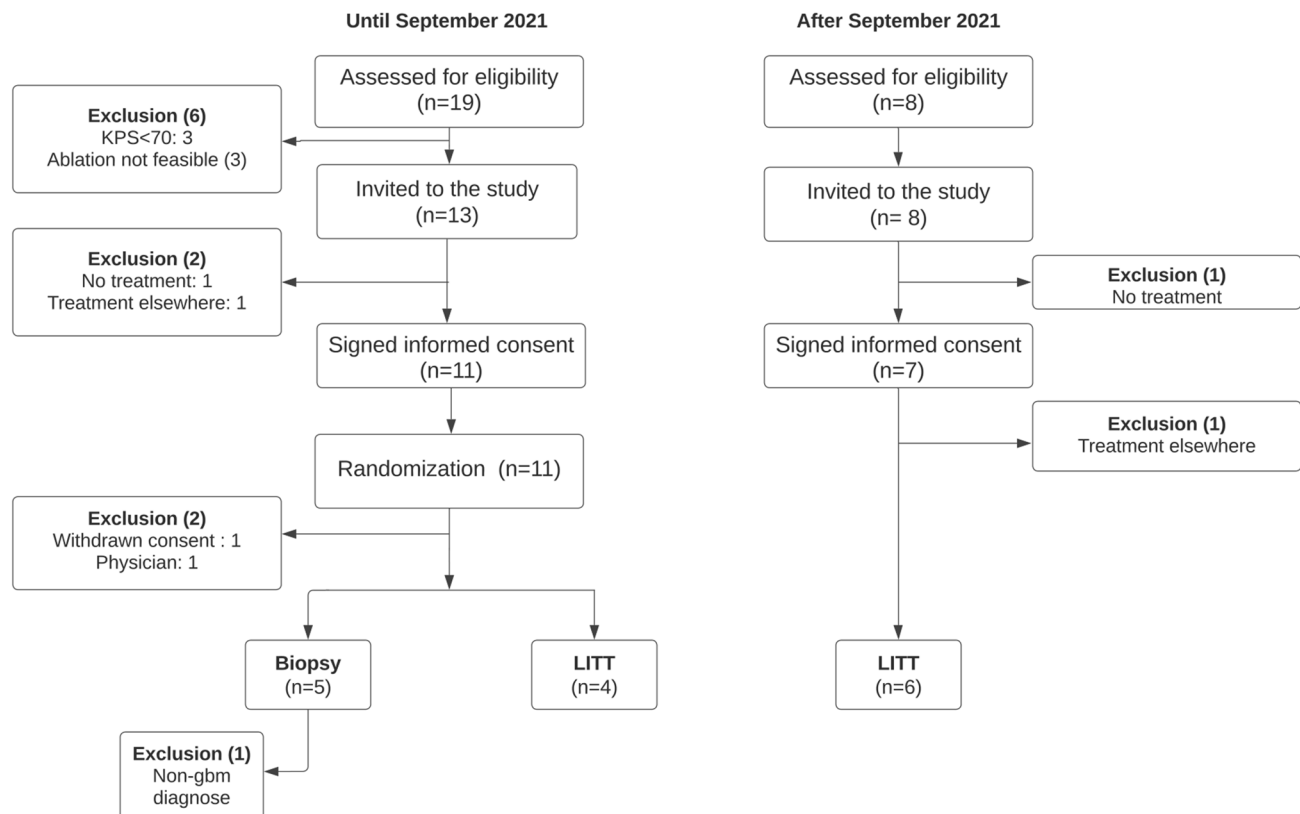 Until September 2021
Assessed for eligibility
(n=19)
Exclusion (6)
KPS<70: 3
Ablation not feasible (3)
Invited to the study
(n=13)
Exclusion (2)
No treatment: 1
Treatment elsewhere: 1
Signed informed consent
(n=11)
Randomization (n=11)
Exclusion (2)
Withdrawn consent : 1
Physician: 1
Biopsy
(n=5)
LITT
(n=4)
Exclusion (1)
Non-gbm
diagnose
After September 2021
Assessed for eligibility
(n=8)
Invited to the study
(n= 8)
Exclusion (1)
No treatment
Signed informed consent
(n=7)
Exclusion (1)
Treatment elsewhere
LITT
(n=6)